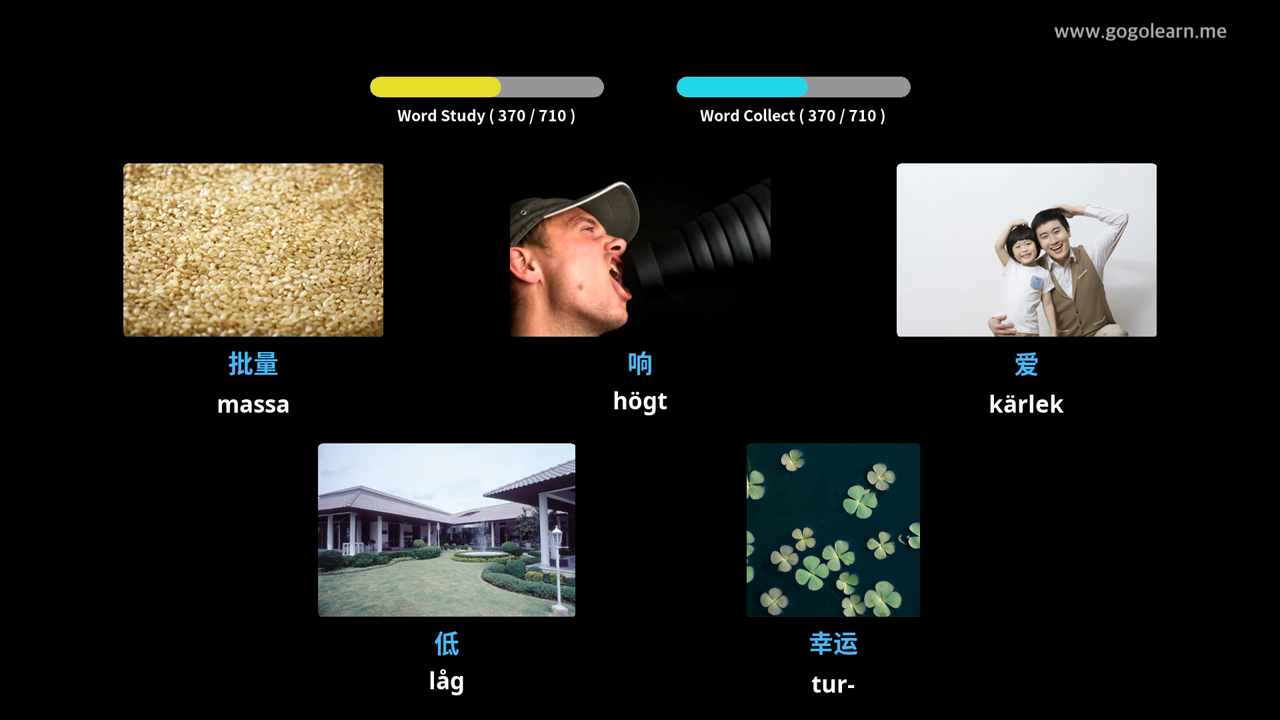 www.gogolearn.me
Word Study ( 370 / 710 )
Word Collect ( 370 / 710 )
批量
massa
响
högt
爱
kärlek
低
låg
幸运
tur-